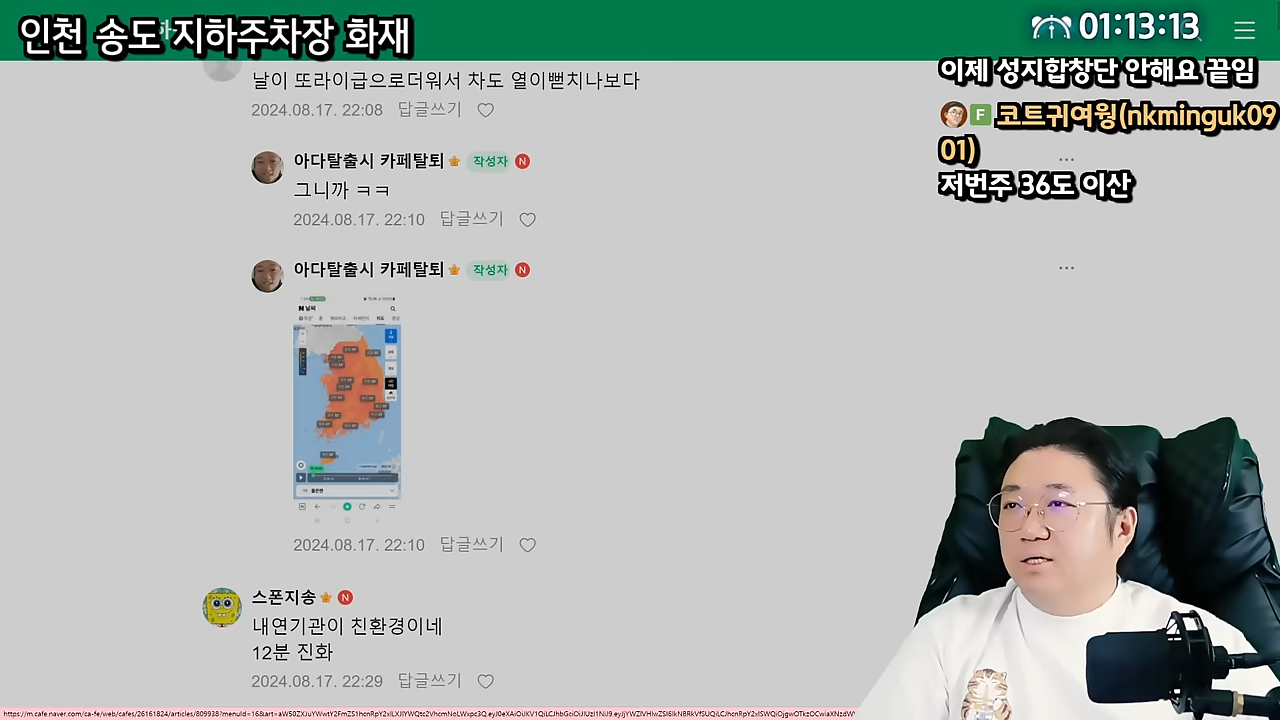 인천 송도 지하주차장 화재
01:13:13
날이 또라이급으로더워서 차도 열이뻗치나보다
2024.08.17. 22:08 답글쓰기
이제 성지합창단 안해요 끝임
F 코트귀여웡(nkminguk09
01)
저번주 36도 이산
아다탈출시 카페탈퇴 작성자 N
그니까 ㅋㅋ
2024.08.17. 22:10 답글쓰기
아다탈출시 카페탈퇴 작성자 N
N 날씨
2024.08.17. 22:10 답글쓰기
스폰지송 N
내연기관이 친환경이네
12분 진화
2024.08.17. 22:29 답글쓰기